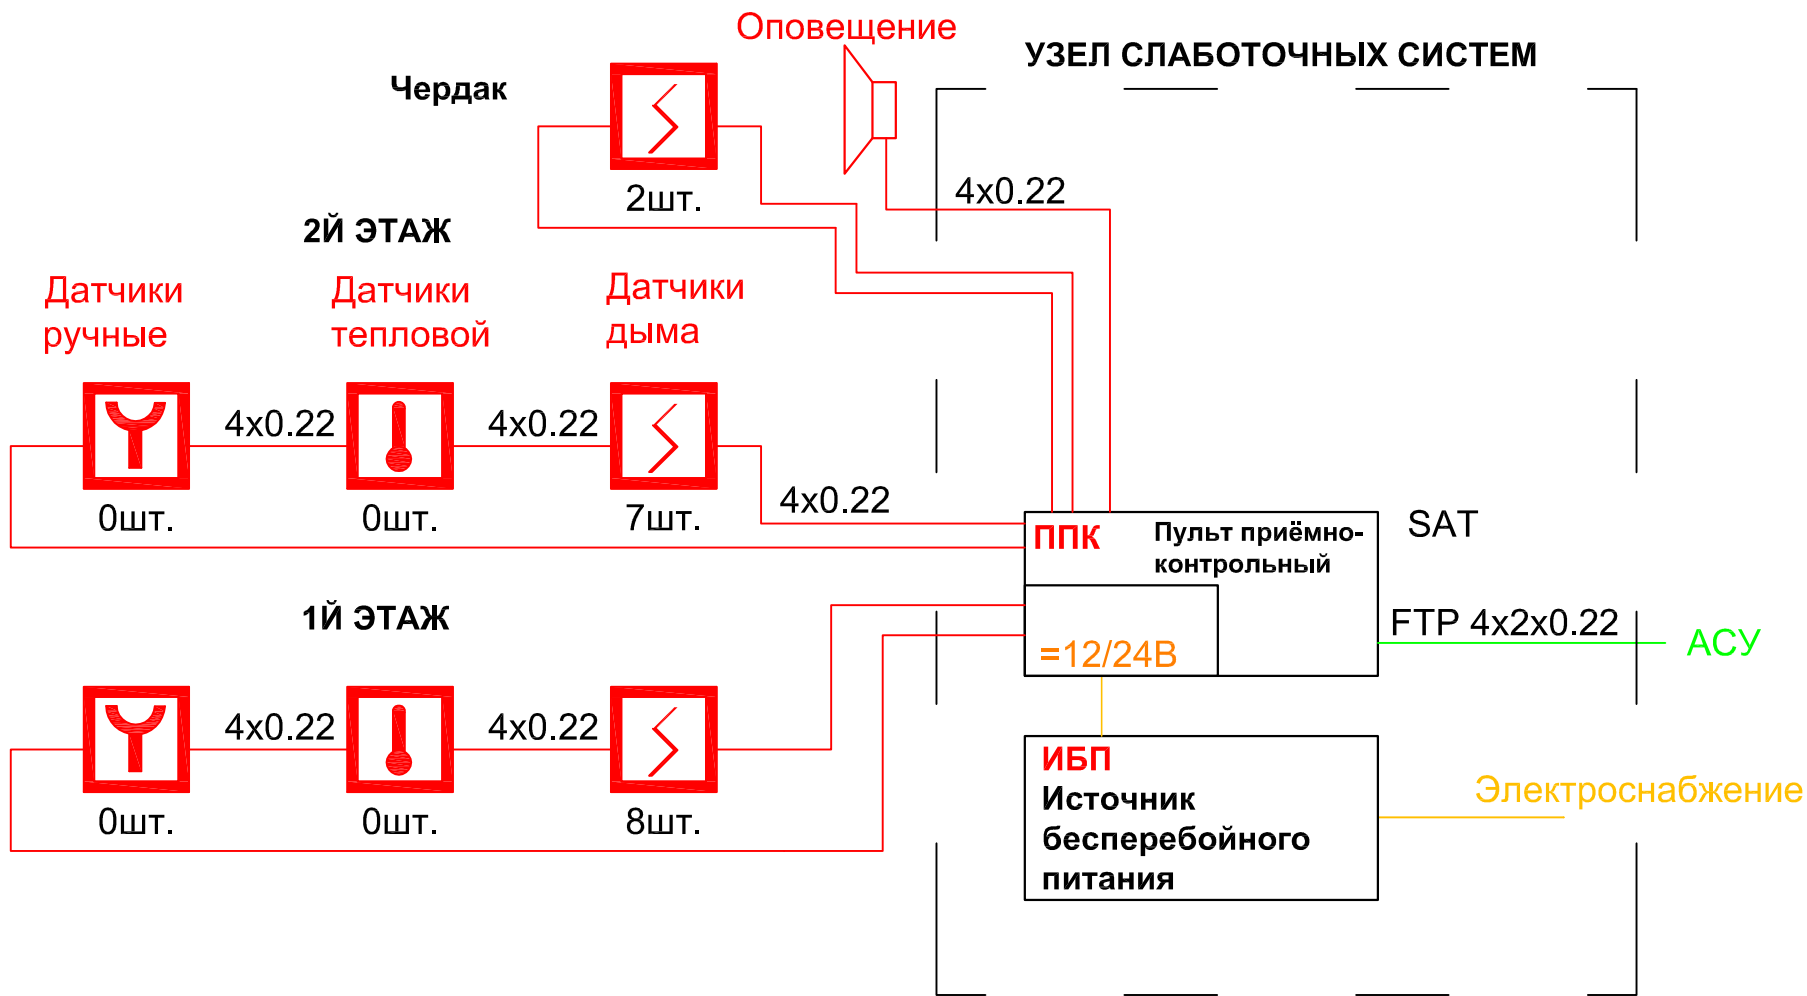 Оповещение
УЗЕЛ СЛАБОТОЧНЫХ СИСТЕМ
Чердак
2шт.
4x0.22
2Й ЭТАЖ
Датчики
ручные
Датчики
тепловой
Датчики
дыма
4x0.22
4x0.22
0шт.
0шт.
7шт.
4x0.22
ППК
Пульт приёмно-
контрольный
SAT
=12/24В
FTP 4x2x0.22
АСУ
1Й ЭТАЖ
4x0.22
4x0.22
0шт.
0шт.
8шт.
ИБП
Источник
бесперебойного
питания
Электроснабжение